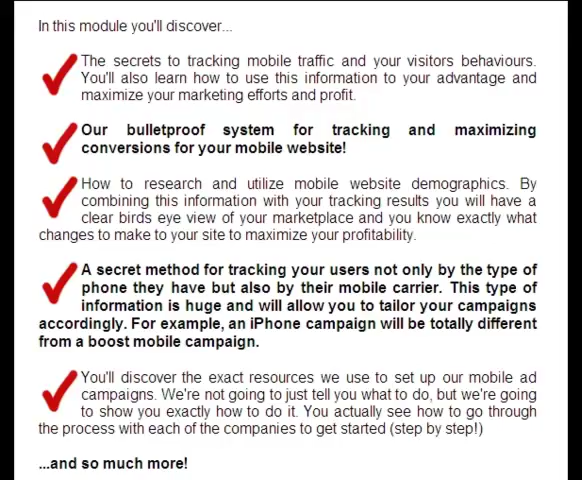 In this module you'll discover...
The secrets to tracking mobile traffic and your visitors behaviours.
You'll also learn how to use this information to your advantage and
maximize your marketing efforts and profit.
Our bulletproof system for tracking and maximizing
conversions for your mobile website!
How to research and utilize mobile website demographics. By
combining this information with your tracking results you will have a
clear birds eye view of your marketplace and you know exactly what
changes to make to your site to maximize your profitability.
A secret method for tracking your users not only by the type of
phone they have but also by their mobile carrier. This type of
information is huge and will allow you to tailor your campaigns
accordingly. For example, an iPhone campaign will be totally different
from a boost mobile campaign.
You'll discover the exact resources we use to set up our mobile ad
campaigns. We're not going to just tell you what to do, but we're going
to show you exactly how to do it. You actually see how to go through
the process with each of the companies to get started (step by step!)
...and so much more!